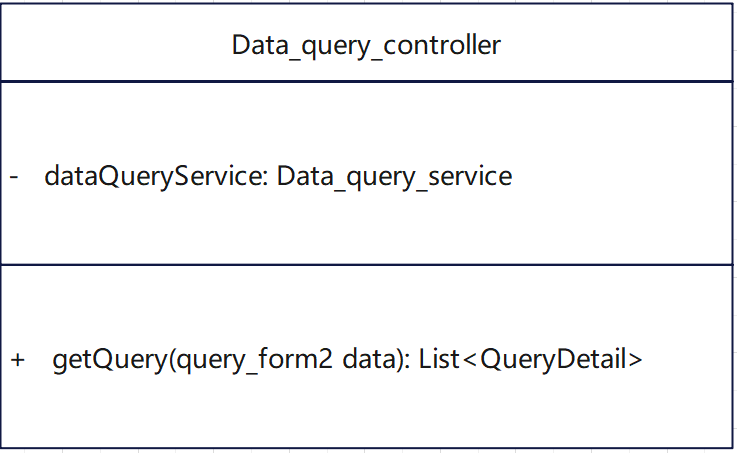 Data_query_controller
- dataQueryService: Data_query_service
+ getQuery(query_form2 data): List<QueryDetail>